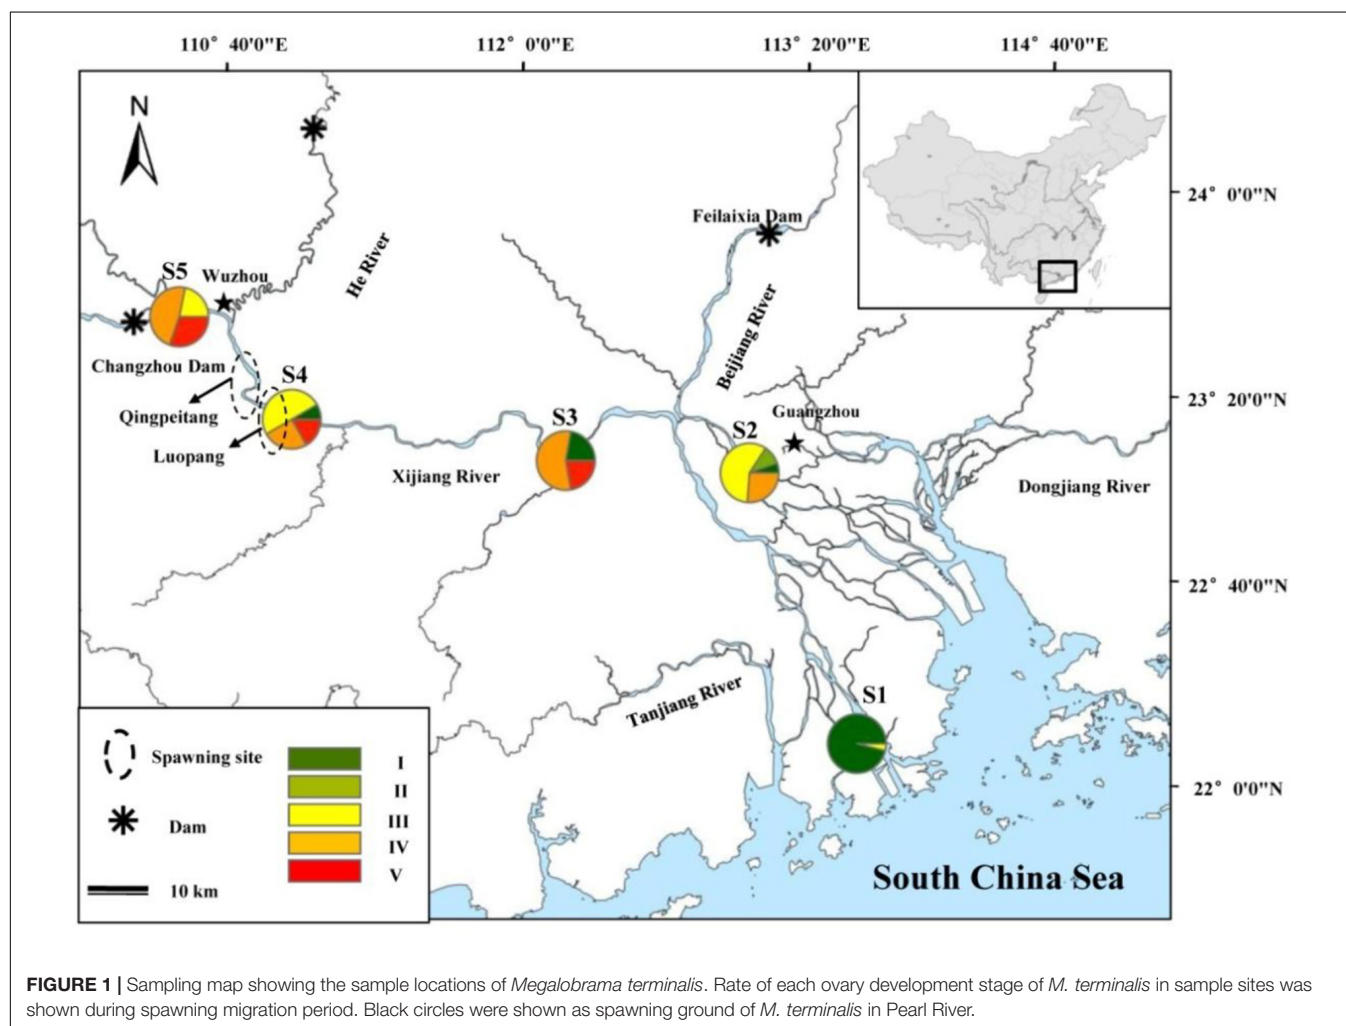 110° 40'0"E
112° 0'0"E
113° 20'0"E
114° 40'0"E
N
24° 0'0"N
Feilaixia Dam
S5
Wuzhou
He River
Beijiang River
Changzhou Dam
S4
Qingpeitang
Luopang
S3
S2
Guangzhou
23° 20'0"N
Xijiang River
Dongjiang River
22° 40'0"N
Tanjiang River
S1
22° 0'0"N
South China Sea
Spawning site
Dam
10 km
I
II
III
IV
V
FIGURE 1 | Sampling map showing the sample locations of Megalobrama terminalis. Rate of each ovary development stage of M. terminalis in sample sites was
shown during spawning migration period. Black circles were shown as spawning ground of M. terminalis in Pearl River.